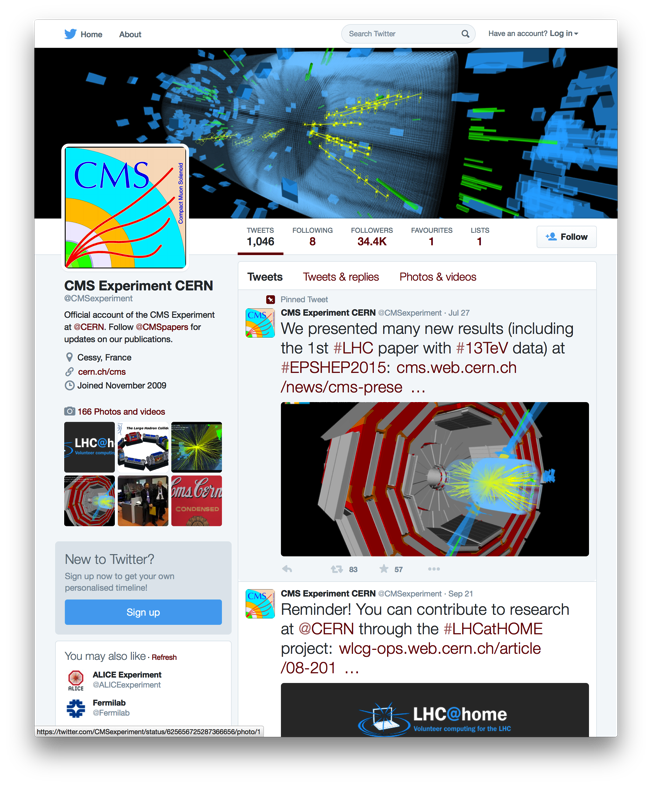 Home About Search Twitter Have an account? Log in
CMS
Compact Muon Solenoid
TWEETS FOLLOWING FOLLOWERS FAVOURITES LISTS
1,046 8 34.4K 1 1
Follow
CMS Experiment CERN
@CMSexperiment
Official account of the CMS Experiment
at @CERN. Follow @CMSpapers for
updates on our publications.
Cessy, France
cern.ch/cms
Joined November 2009
166 Photos and videos
LHC@h
Volunteer computing
The Large Hadron Collid
Cms Cern
CONDENSED
New to Twitter?
Sign up now to get your own
personalised timeline!
Sign up
You may also like · Refresh
ALICE
ALICE Experiment
@ALICEexperiment
Fermilab
@Fermilab
Tweets Tweets & replies Photos & videos
Pinned Tweet
CMS Experiment CERN @CMSexperiment · Jul 27
We presented many new results (including
the 1st #LHC paper with #13TeV data) at
#EPSHEP2015: cms.web.cern.ch
/news/cms-prese …
83 57
CMS Experiment CERN @CMSexperiment · Sep 21
Reminder! You can contribute to research
at @CERN through the #LHCatHOME
project: wlcg-ops.web.cern.ch/article
/08-201 …
LHC@home
Volunteer computing for the LHC
https://twitter.com/CMSexperiment/status/625656725287366656/photo/1